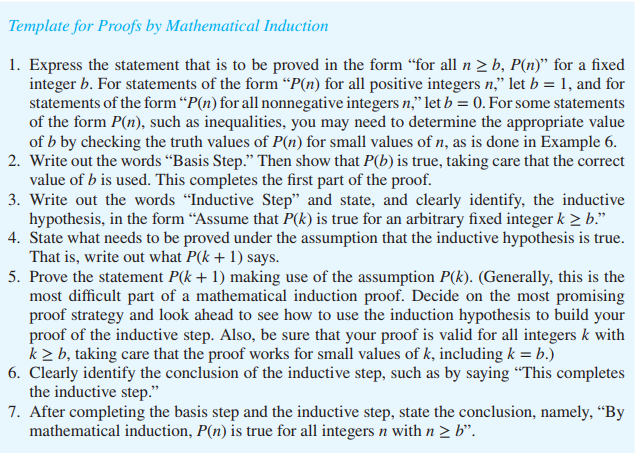 Template for Proofs by Mathematical Induction
1. Express the statement that is to be proved in the form “for all n ≥ b, P(n)” for a fixed
integer b. For statements of the form “P(n) for all positive integers n,” let b = 1, and for
statements of the form “P(n) for all nonnegative integers n,” let b = 0. For some statements
of the form P(n), such as inequalities, you may need to determine the appropriate value
of b by checking the truth values of P(n) for small values of n, as is done in Example 6.
2. Write out the words “Basis Step.” Then show that P(b) is true, taking care that the correct
value of b is used. This completes the first part of the proof.
3. Write out the words “Inductive Step” and state, and clearly identify, the inductive
hypothesis, in the form “Assume that P(k) is true for an arbitrary fixed integer k ≥ b.”
4. State what needs to be proved under the assumption that the inductive hypothesis is true.
That is, write out what P(k + 1) says.
5. Prove the statement P(k + 1) making use of the assumption P(k). (Generally, this is the
most difficult part of a mathematical induction proof. Decide on the most promising
proof strategy and look ahead to see how to use the induction hypothesis to build your
proof of the inductive step. Also, be sure that your proof is valid for all integers k with
k ≥ b, taking care that the proof works for small values of k, including k = b.)
6. Clearly identify the conclusion of the inductive step, such as by saying “This completes
the inductive step.”
7. After completing the basis step and the inductive step, state the conclusion, namely, “By
mathematical induction, P(n) is true for all integers n with n ≥ b”.